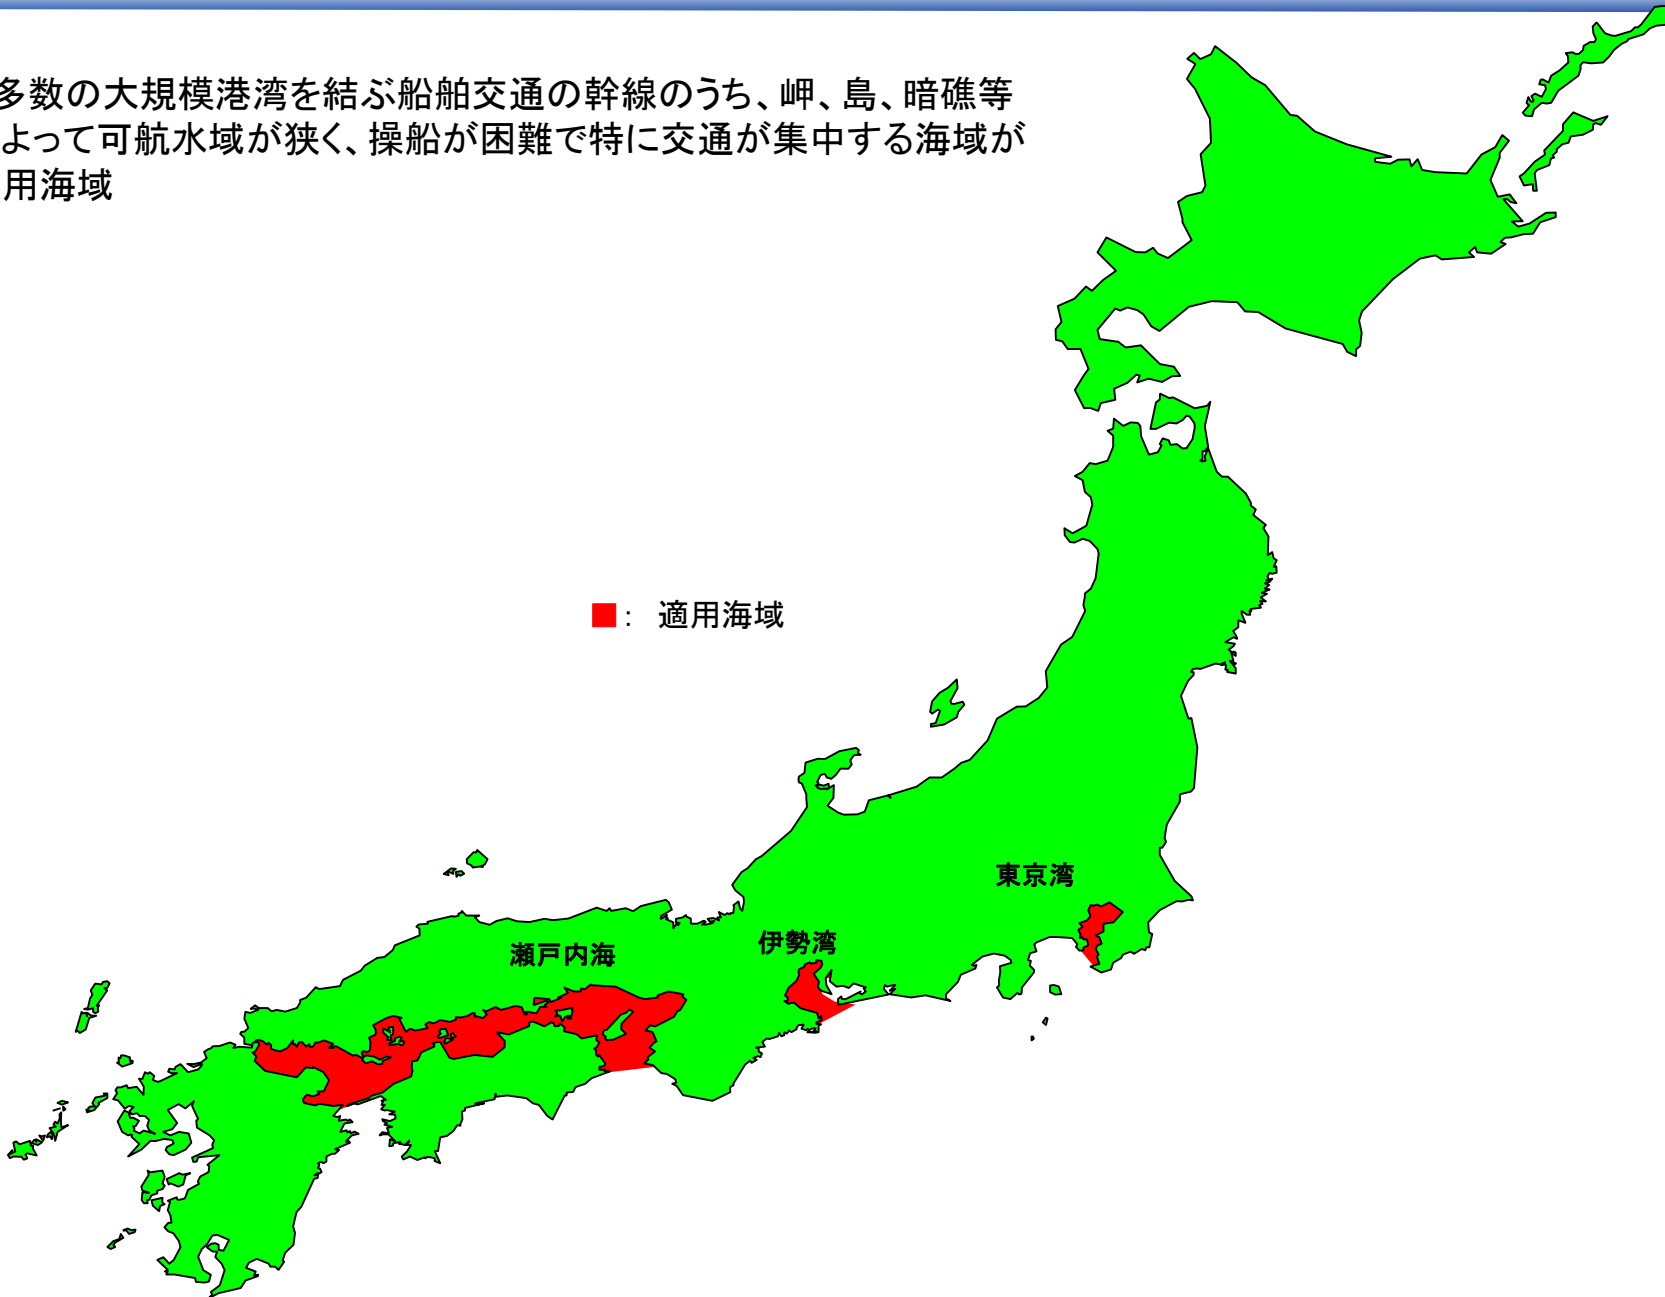 多数の大規模港湾を結ぶ船舶交通の幹線のうち、岬、島、暗礁等
よって可航水域が狭く、操船が困難で特に交通が集中する海域が
用海域
■： 適用海域
東京湾
伊勢湾
瀬戸内海